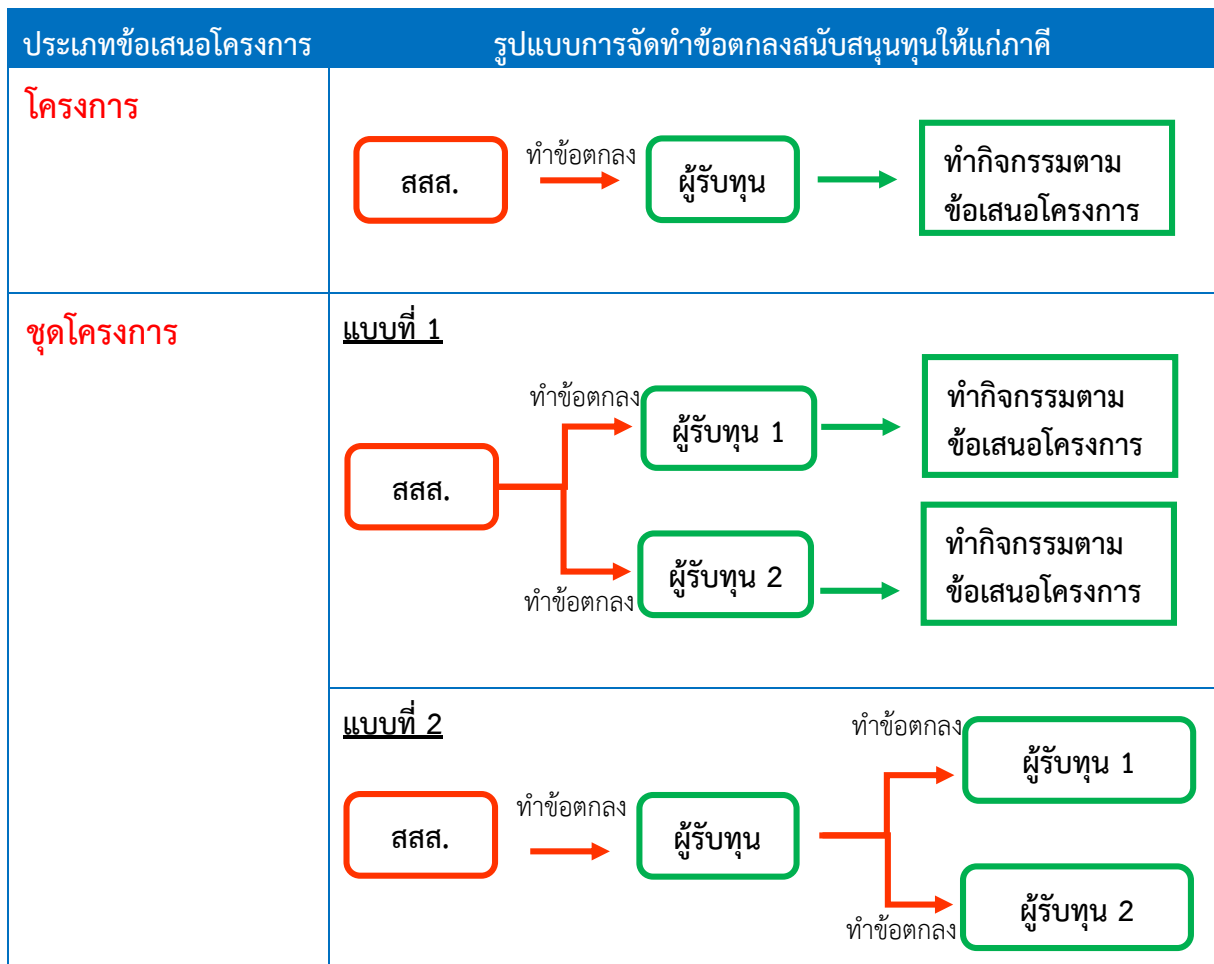 ประเภทข้อเสนอโครงการ
รูปแบบการจัดทำข้อตกลงสนับสนุนทุนให้แก่ภาคี
โครงการ
สสส.
ทำข้อตกลง
ผู้รับทุน
ทำกิจกรรมตาม
ข้อเสนอโครงการ
ชุดโครงการ
แบบที่ 1
สสส.
ทำข้อตกลง
ผู้รับทุน 1
ทำกิจกรรมตาม
ข้อเสนอโครงการ
ทำข้อตกลง
ผู้รับทุน 2
ทำกิจกรรมตาม
ข้อเสนอโครงการ
แบบที่ 2
สสส.
ทำข้อตกลง
ผู้รับทุน
ทำข้อตกลง
ผู้รับทุน 1
ทำข้อตกลง
ผู้รับทุน 2